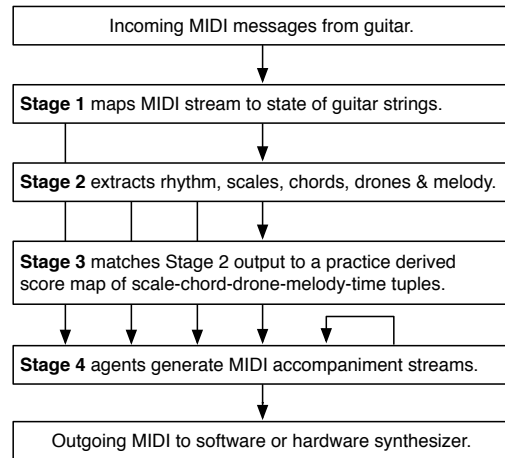 Incoming MIDI messages from guitar.
Stage 1 maps MIDI stream to state of guitar strings.
Stage 2 extracts rhythm, scales, chords, drones & melody.
Stage 3 matches Stage 2 output to a practice derived
score map of scale-chord-drone-melody-time tuples.
Stage 4 agents generate MIDI accompaniment streams.
Outgoing MIDI to software or hardware synthesizer.